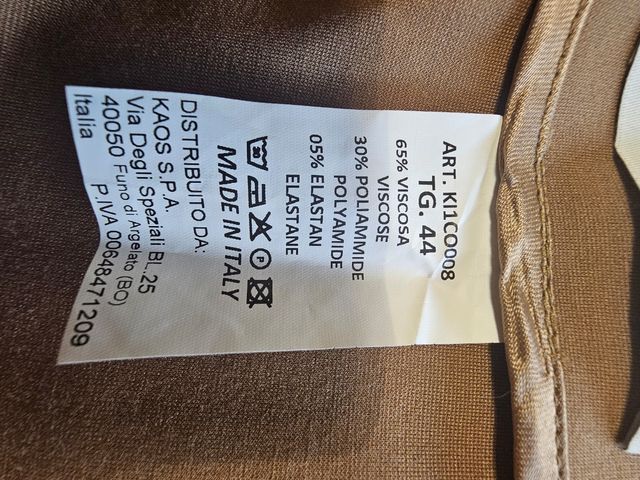 ART. KI1CO008
TG. 44
65% VISCOSA
VISCOSE
30% POLIAMMIDE
POLYAMIDE
05% ELASTAN
ELASTANE
MADE IN ITALY
DISTRIBUITO DA:
KAOS S.P.A.
Via Degli Speziali Bl. 25
40050 Funo di Argelato (BO)
Italia
P.IVA 00648471209